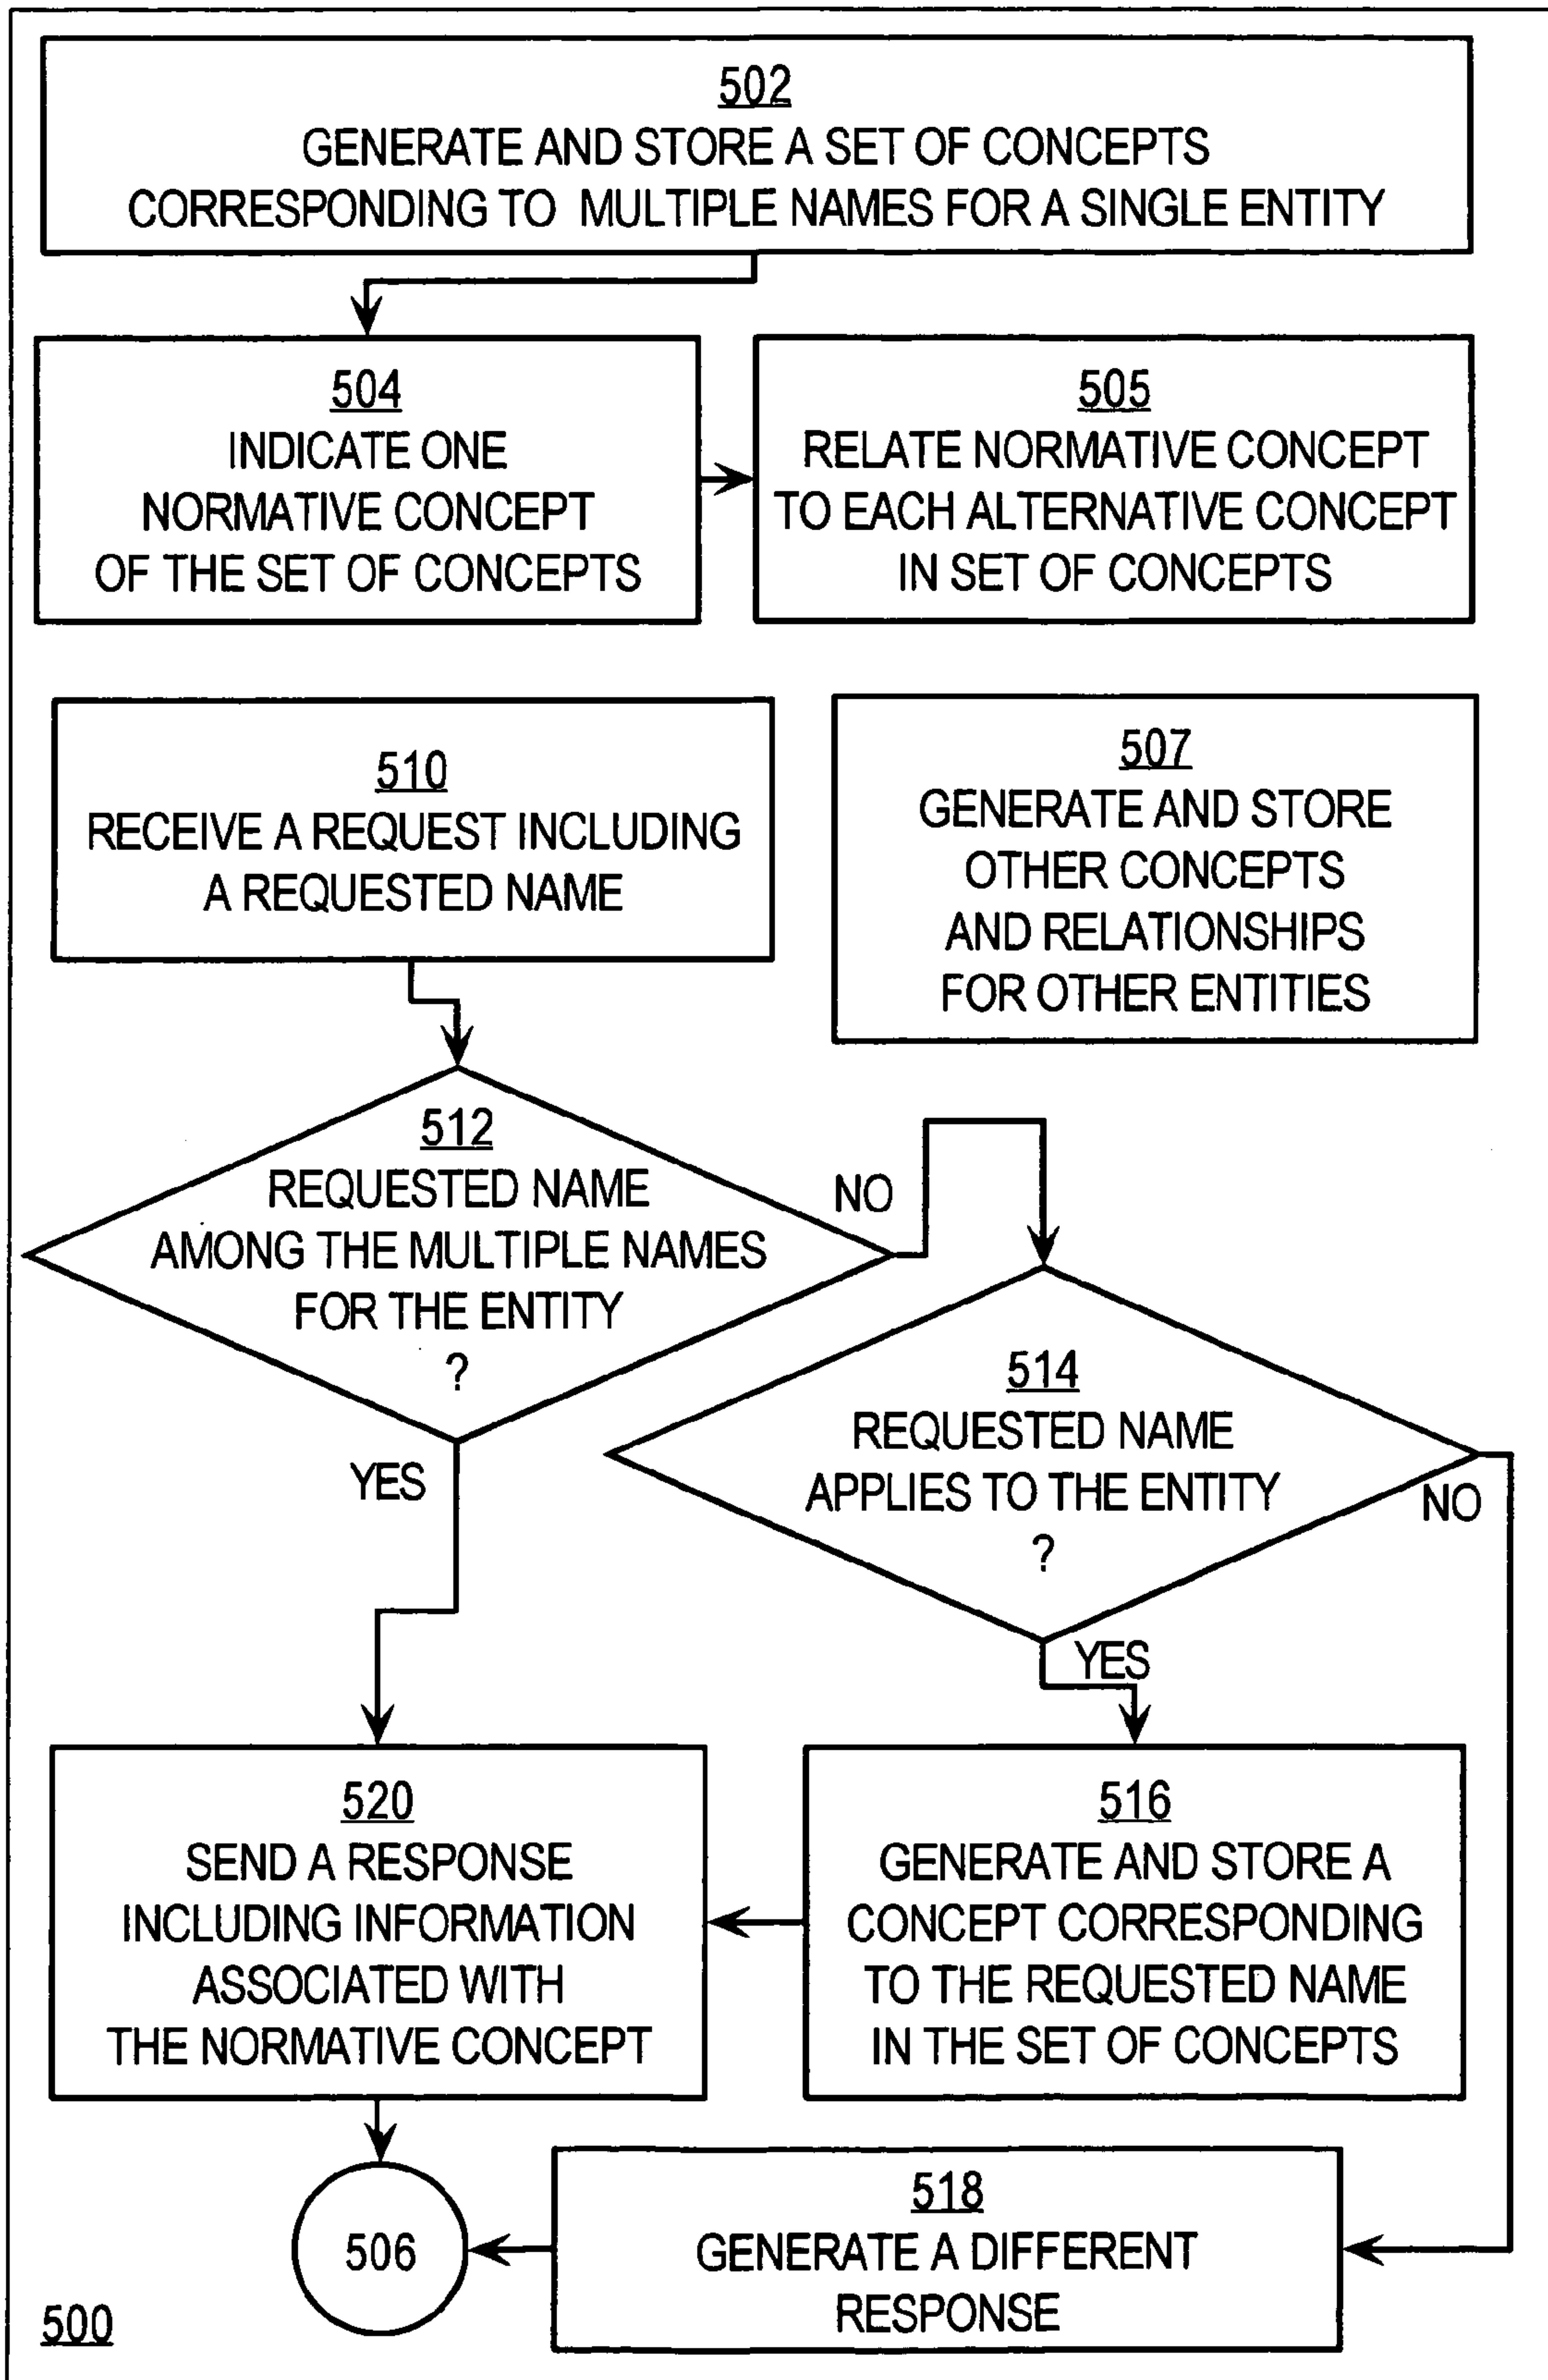 502
GENERATE AND STORE A SET OF CONCEPTS
CORRESPONDING TO MULTIPLE NAMES FOR A SINGLE ENTITY
504
INDICATE ONE
NORMATIVE CONCEPT
OF THE SET OF CONCEPTS
505
RELATE NORMATIVE CONCEPT
TO EACH ALTERNATIVE CONCEPT
IN SET OF CONCEPTS
510
RECEIVE A REQUEST INCLUDING
A REQUESTED NAME
507
GENERATE AND STORE
OTHER CONCEPTS
AND RELATIONSHIPS
FOR OTHER ENTITIES
512
REQUESTED NAME
AMONG THE MULTIPLE NAMES
FOR THE ENTITY
?
NO
YES
514
REQUESTED NAME
APPLIES TO THE ENTITY
?
NO
YES
520
SEND A RESPONSE
INCLUDING INFORMATION
ASSOCIATED WITH
THE NORMATIVE CONCEPT
516
GENERATE AND STORE A
CONCEPT CORRESPONDING
TO THE REQUESTED NAME
IN THE SET OF CONCEPTS
506
518
GENERATE A DIFFERENT
RESPONSE
500